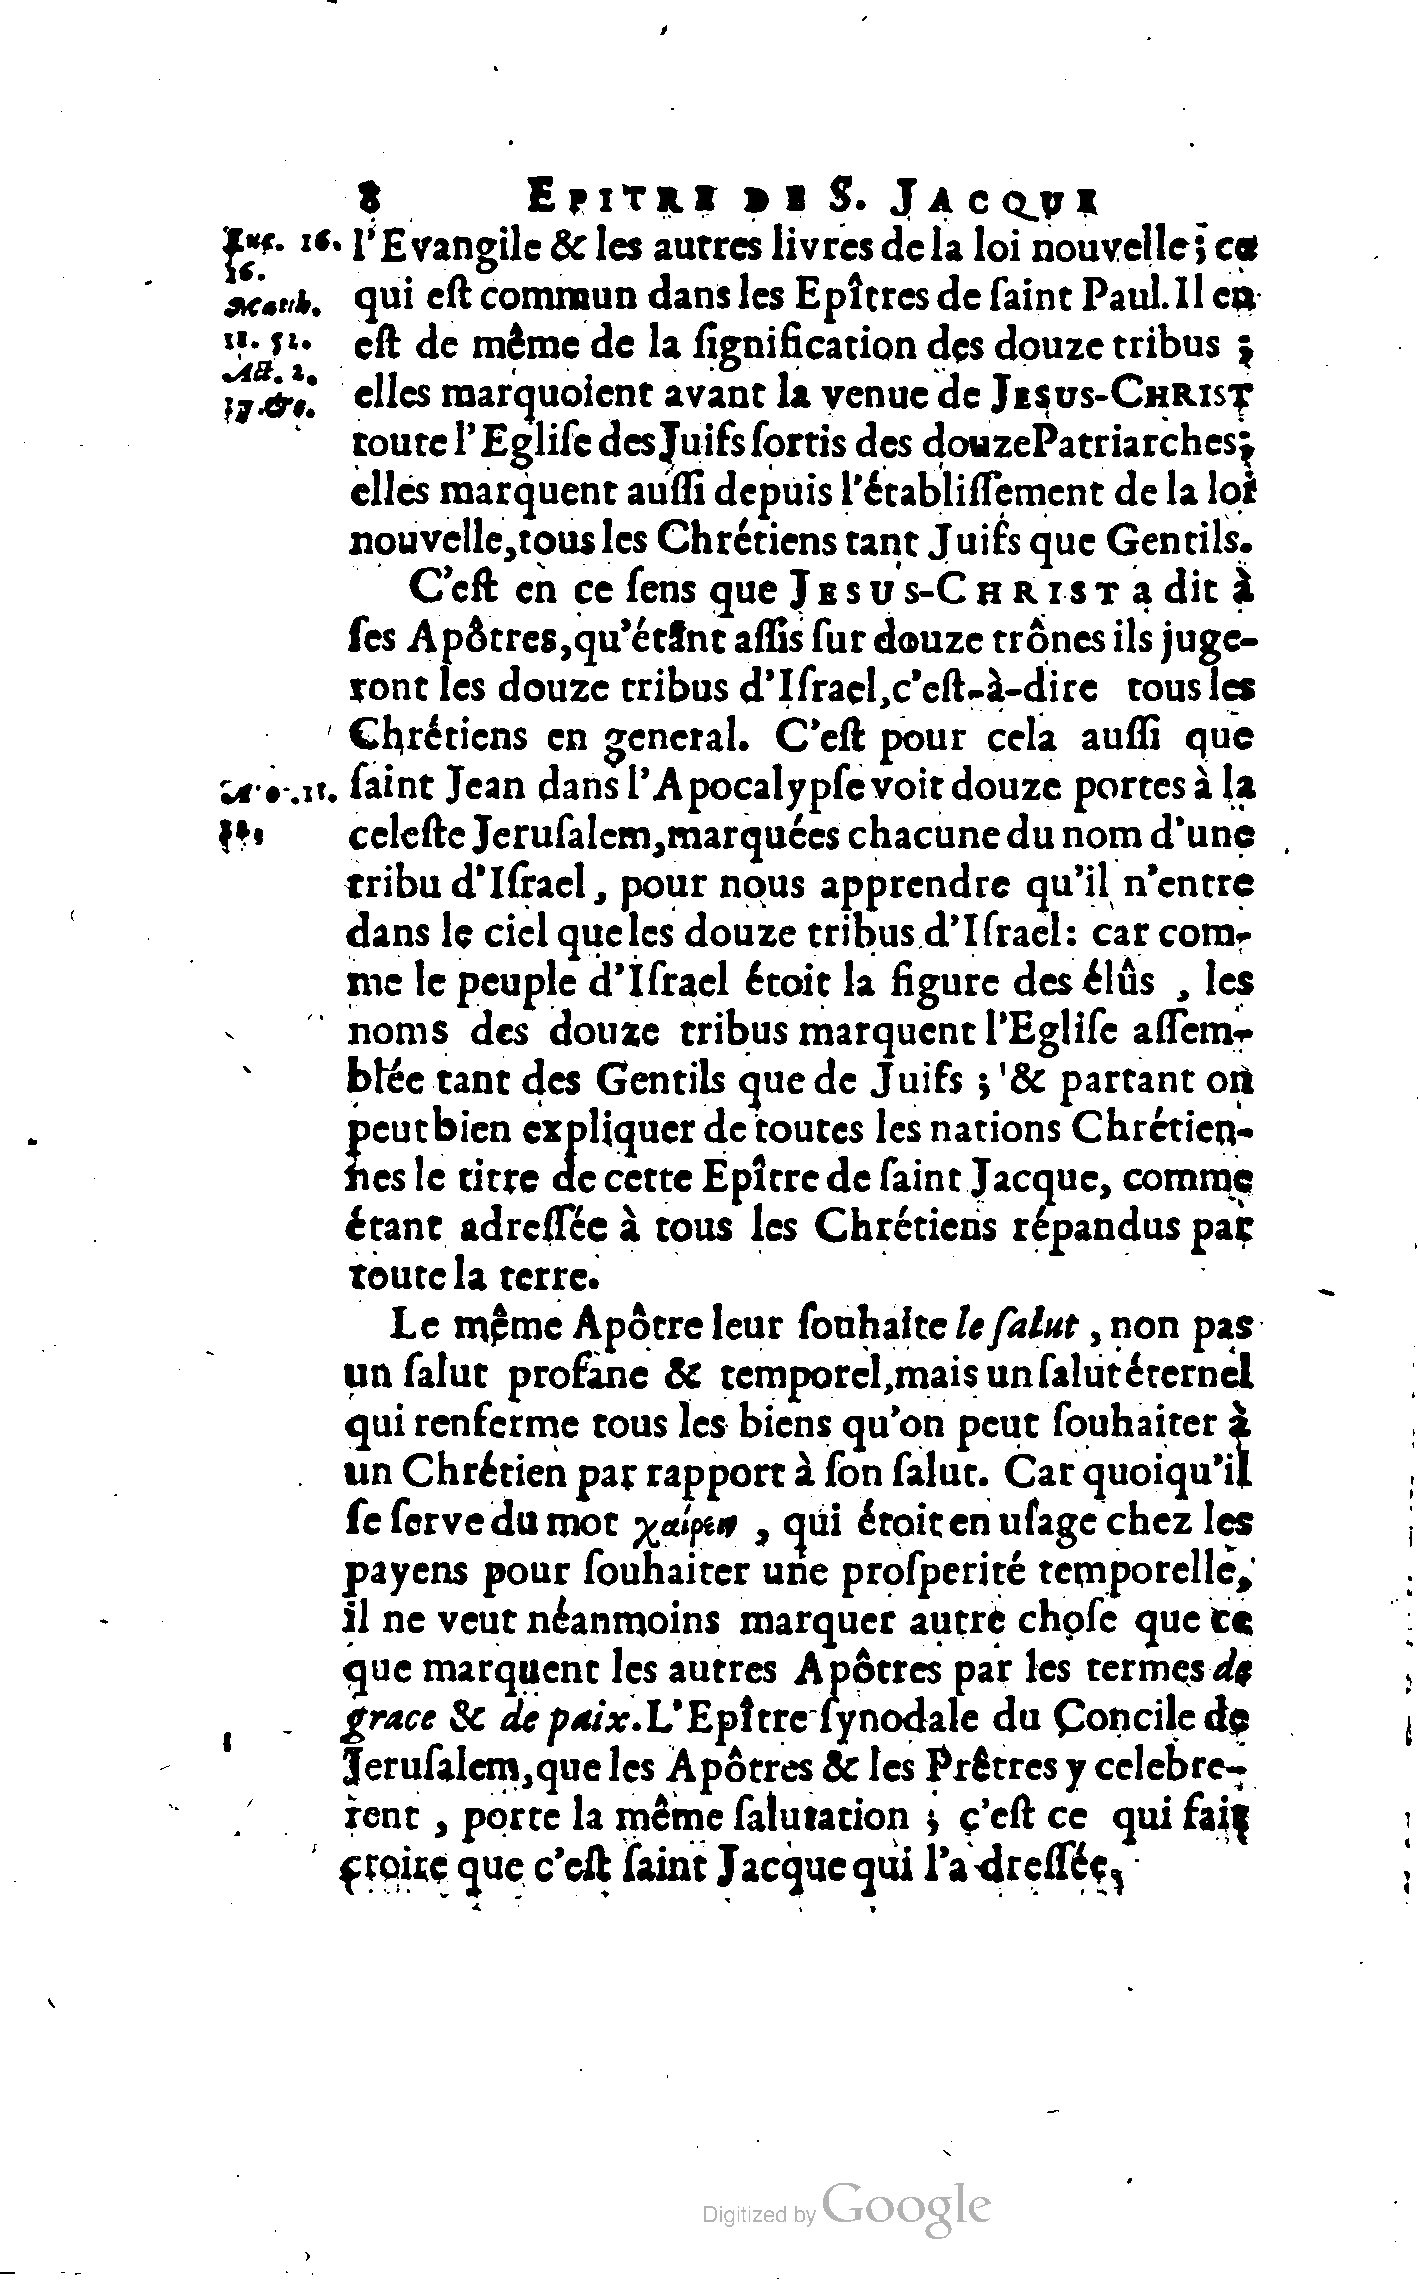 8 EPITRE DE S. JACQUE
Luc. 16. l'Evangile & les autres livres de la loi nouvelle; ce
16.
Matth. qui eſt commun dans les Epîtres de ſaint Paul. Il en
11. 52. eſt de même de la ſignification des douze tribus ;
Act. 2. elles marquoient avant la venue de JESUS-CHRIST
17. &c.
toute l'Egliſe des Juifs ſortis des douze Patriarches;
elles marquent auſſi depuis l'établiſſement de la loi
nouvelle, tous les Chrétiens tant Juifs que Gentils.
C'eſt en ce ſens que JESUS-CHRIST a dit à
ſes Apôtres, qu'étant aſſis ſur douze trônes ils juge-
ront les douze tribus d'Iſrael, c'eſt-à-dire tous les
Chrétiens en general. C'eſt pour cela auſſi que
ſaint Jean dans l'Apocalypſe voit douze portes à la
celeſte Jeruſalem, marquées chacune du nom d'une
tribu d'Iſrael, pour nous apprendre qu'il n'entre
dans le ciel que les douze tribus d'Iſrael: car com-
me le peuple d'Iſrael étoit la figure des élûs , les
noms des douze tribus marquent l'Egliſe aſſem-
blée tant des Gentils que de Juifs ; & partant on
peut bien expliquer de toutes les nations Chrétien-
nes le titre de cette Epître de ſaint Jacque, comme
étant adreſſée à tous les Chrétiens répandus par
toute la terre.
Le même Apôtre leur ſouhaite le ſalut , non pas
un ſalut profane & temporel, mais un ſalut éternel
qui renferme tous les biens qu'on peut ſouhaiter à
un Chrétien par rapport à ſon ſalut. Car quoiqu'il
ſe ſerve du mot χαίρειν , qui étoit en uſage chez les
payens pour ſouhaiter une proſperité temporelle,
il ne veut néanmoins marquer autre choſe que ce
que marquent les autres Apôtres par les termes de
grace & de paix. L'Epître ſynodale du Concile de
Jeruſalem, que les Apôtres & les Prêtres y celebre-
rent , porte la même ſalutation ; c'eſt ce qui fait
croire que c'eſt ſaint Jacque qui l'a dreſſée,
Digitized by Google